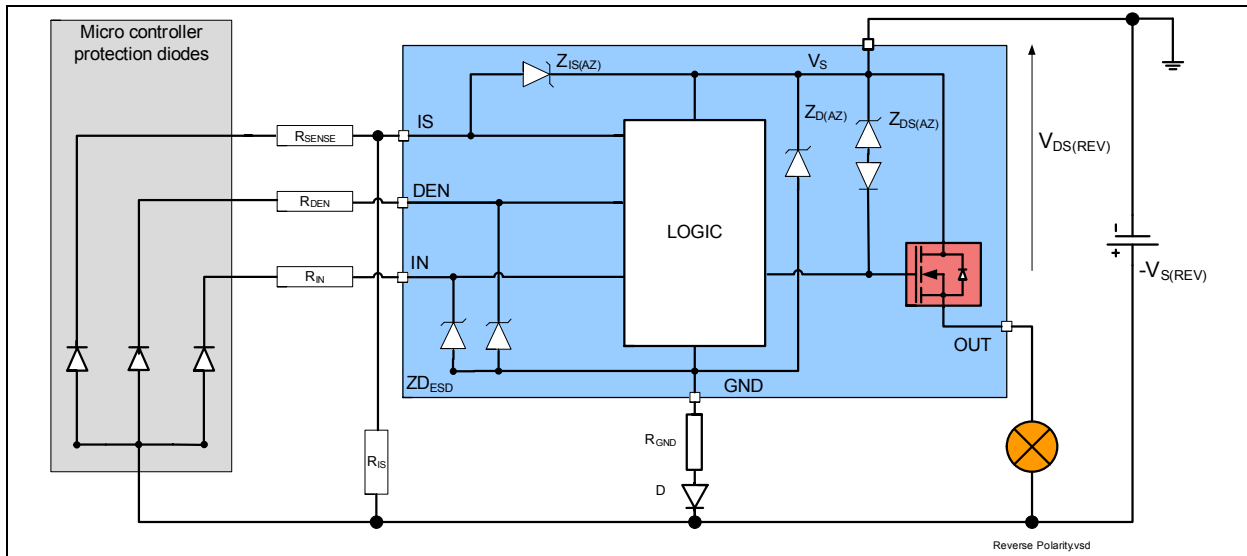 Micro controller
protection diodes
Z_IS(AZ)
V_S
R_SENSE
IS
Z_D(AZ)
Z_DS(AZ)
V_DS(REV)
R_DEN
DEN
LOGIC
R_IN
IN
-
+
-V_S(REV)
OUT
ZD_ESD
GND
R_GND
R_IS
D
Reverse Polarity.vsd